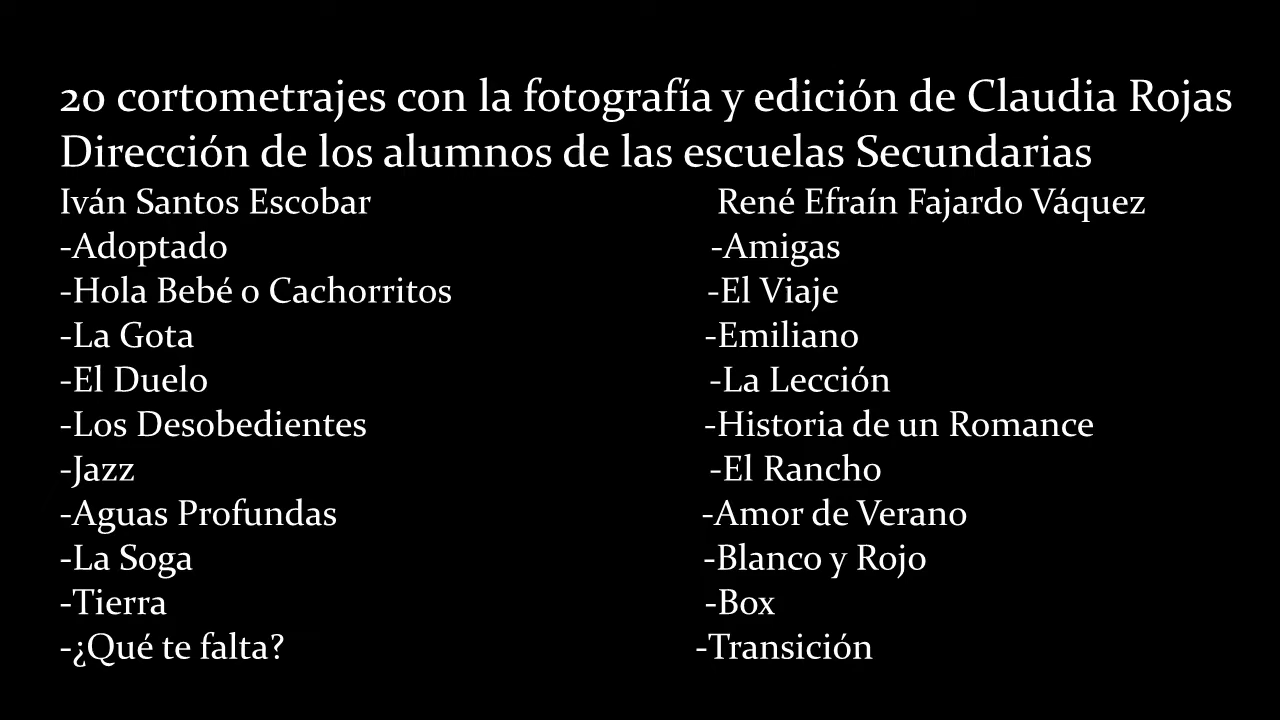 20 cortometrajes con la fotografía y edición de Claudia Rojas
Dirección de los alumnos de las escuelas Secundarias
Iván Santos Escobar René Efraín Fajardo Váquez
-Adoptado -Amigas
-Hola Bebé o Cachorritos -El Viaje
-La Gota -Emiliano
-El Duelo -La Lección
-Los Desobedientes -Historia de un Romance
-Jazz -El Rancho
-Aguas Profundas -Amor de Verano
-La Soga -Blanco y Rojo
-Tierra -Box
-¿Qué te falta? -Transición